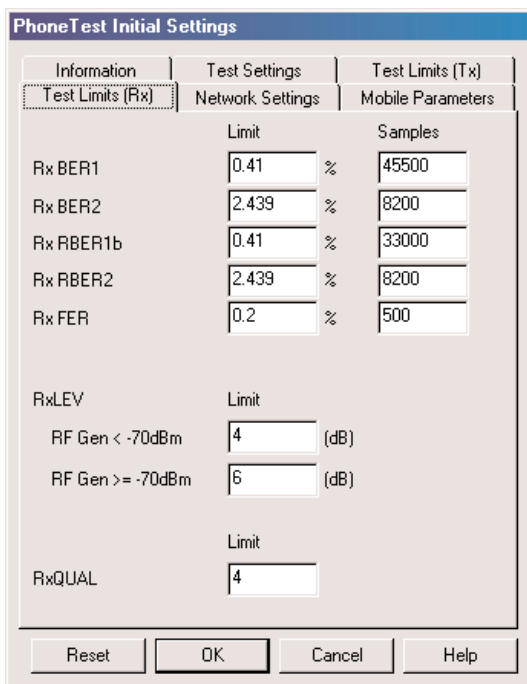 PhoneTest Initial Settings
Information Test Settings Test Limits (Tx)
Test Limits (Rx) Network Settings Mobile Parameters
Limit Samples
Rx BER1 0.41 % 45500
Rx BER2 2.439 % 8200
Rx RBER1b 0.41 % 33000
Rx RBER2 2.439 % 8200
Rx FER 0.2 % 500
RxLEV Limit
RF Gen < -70dBm 4 (dB)
RF Gen >= -70dBm 6 (dB)
Limit
RxQUAL 4
Reset OK Cancel Help